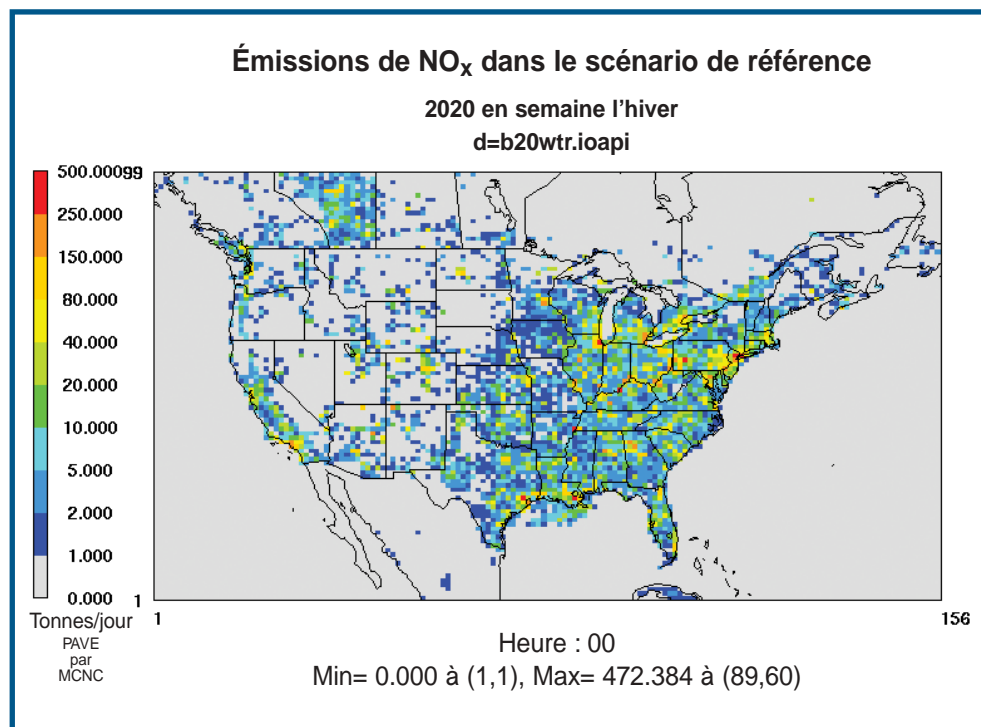 Émissions de NOx dans le scénario de référence
2020 en semaine l'hiver
d=b20wtr.ioapi
500.000
250.000
150.000
80.000
40.000
20.000
10.000
5.000
2.000
1.000
0.000
Tonnes/jour
PAVE
par
MCNC
99
1
1
156
Heure : 00
Min= 0.000 à (1,1), Max= 472.384 à (89,60)